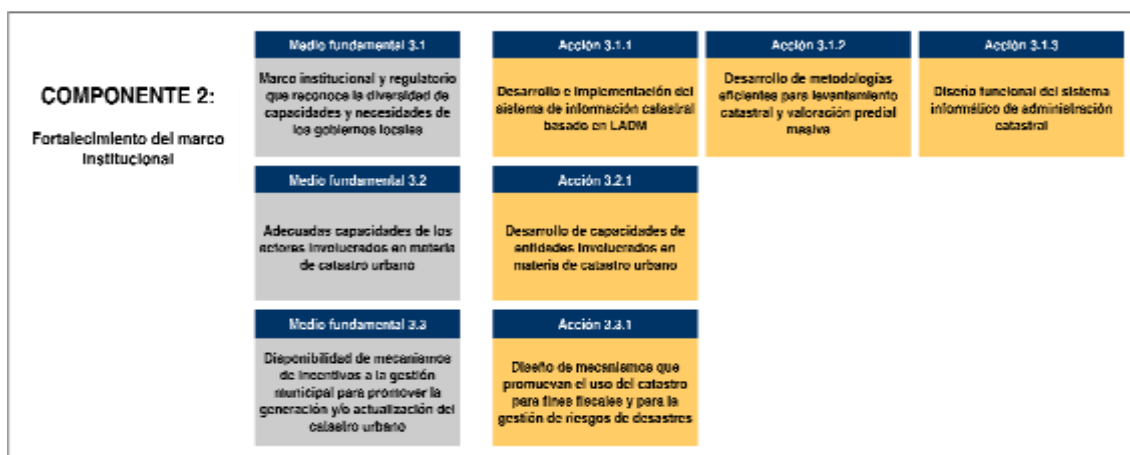 COMPONENTE 2:
Fortalecimiento del marco
institucional
Medio fundamental 3.1
Marco institucional y regulatorio
que reconoce la diversidad de
capacidades y necesidades de
los gobiernos locales
Acción 3.1.1
Desarrollo e implementación del
sistema de información catastral
basado en LADM
Acción 3.1.2
Desarrollo de metodologías
eficientes para levantamiento
catastral y valoración predial
masiva
Acción 3.1.3
Diseño funcional del sistema
informático de administración
catastral
Medio fundamental 3.2
Adecuadas capacidades de los
actores involucrados en materia
de catastro urbano
Acción 3.2.1
Desarrollo de capacidades de
entidades involucrados en
materia de catastro urbano
Medio fundamental 3.3
Disponibilidad de mecanismos
de incentivos a la gestión
municipal para promover la
generación y/o actualización del
catastro urbano
Acción 3.3.1
Diseño de mecanismos que
promuevan el uso del catastro
para fines fiscales y para la
gestión de riesgos de desastres